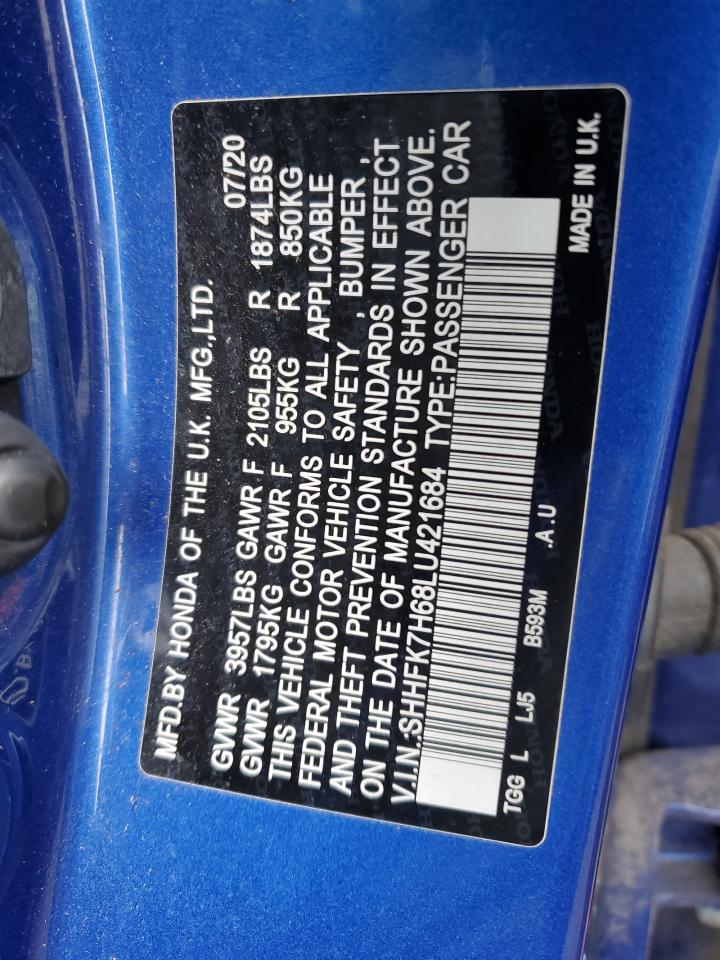 MFD.BY HONDA OF THE U.K. MFG.,LTD. 07/20
GVWR 3957LBS GAWR F 2105LBS R 1874LBS
GVWR 1795KG GAWR F 955KG R 850KG
THIS VEHICLE CONFORMS TO ALL APPLICABLE
FEDERAL MOTOR VEHICLE SAFETY , BUMPER ,
AND THEFT PREVENTION STANDARDS IN EFFECT
ON THE DATE OF MANUFACTURE SHOWN ABOVE.
V.I.N.:SHHFK7H68LU421684 TYPE:PASSENGER CAR
TGG L LJ5 B593M .A.U MADE IN U.K.